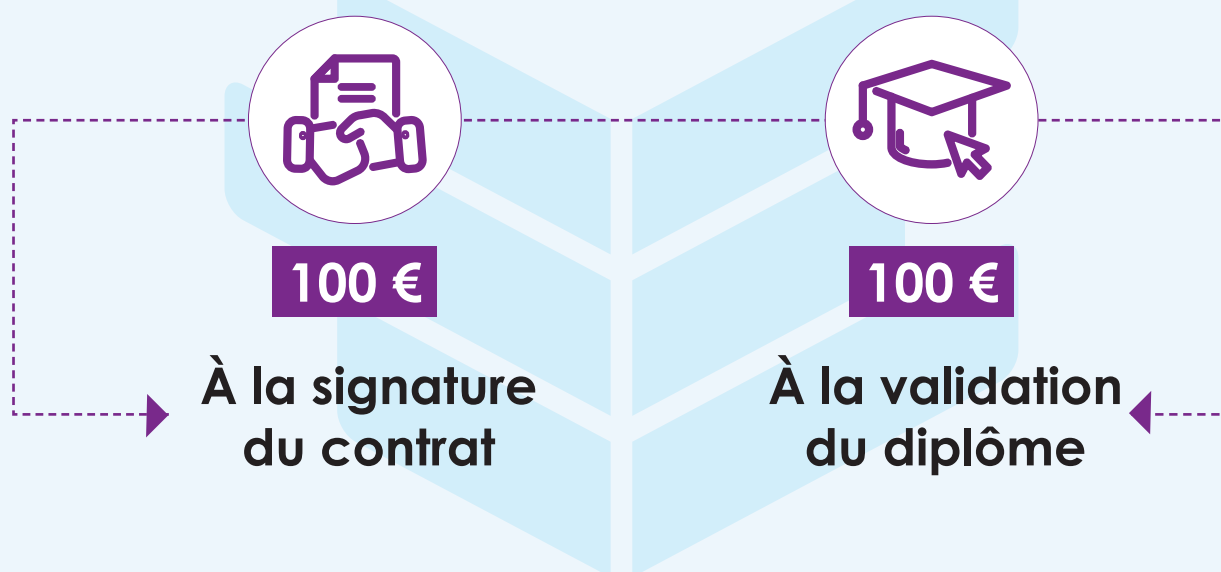 100 €
À la signature
du contrat
100 €
À la validation
du diplôme